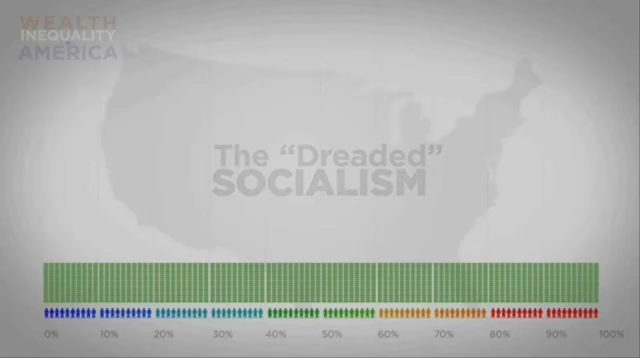 WEALTH
INEQUALITY
AMERICA
The “Dreaded”
SOCIALISM
0% 10% 20% 30% 40% 50% 60% 70% 80% 90% 100%